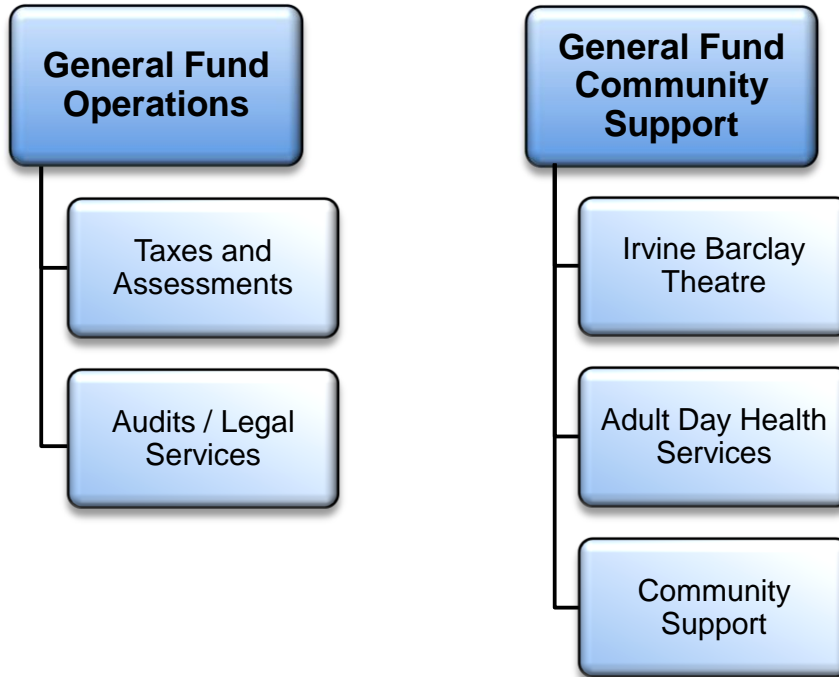 General Fund
Operations
Taxes and
Assessments
Audits / Legal
Services
General Fund
Community
Support
Irvine Barclay
Theatre
Adult Day Health
Services
Community
Support